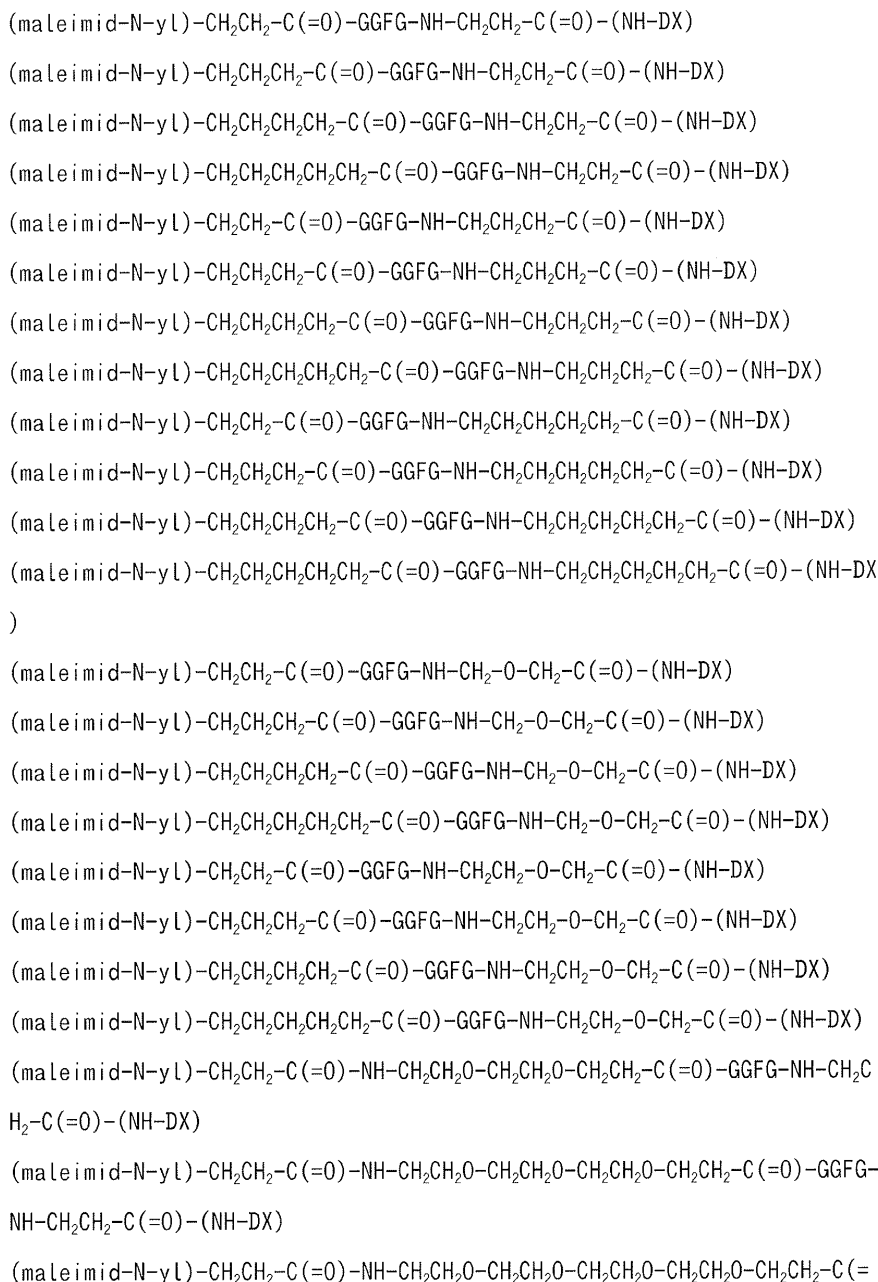 (maleimid-N-yl)-CH₂CH₂-C(=O)-GGFG-NH-CH₂CH₂-C(=O)-(NH-DX)
(maleimid-N-yl)-CH₂CH₂CH₂-C(=O)-GGFG-NH-CH₂CH₂-C(=O)-(NH-DX)
(maleimid-N-yl)-CH₂CH₂CH₂CH₂-C(=O)-GGFG-NH-CH₂CH₂-C(=O)-(NH-DX)
(maleimid-N-yl)-CH₂CH₂CH₂CH₂CH₂-C(=O)-GGFG-NH-CH₂CH₂-C(=O)-(NH-DX)
(maleimid-N-yl)-CH₂CH₂-C(=O)-GGFG-NH-CH₂CH₂CH₂-C(=O)-(NH-DX)
(maleimid-N-yl)-CH₂CH₂CH₂-C(=O)-GGFG-NH-CH₂CH₂CH₂-C(=O)-(NH-DX)
(maleimid-N-yl)-CH₂CH₂CH₂CH₂-C(=O)-GGFG-NH-CH₂CH₂CH₂-C(=O)-(NH-DX)
(maleimid-N-yl)-CH₂CH₂CH₂CH₂CH₂-C(=O)-GGFG-NH-CH₂CH₂CH₂-C(=O)-(NH-DX)
(maleimid-N-yl)-CH₂CH₂-C(=O)-GGFG-NH-CH₂CH₂CH₂CH₂CH₂-C(=O)-(NH-DX)
(maleimid-N-yl)-CH₂CH₂CH₂-C(=O)-GGFG-NH-CH₂CH₂CH₂CH₂CH₂-C(=O)-(NH-DX)
(maleimid-N-yl)-CH₂CH₂CH₂CH₂-C(=O)-GGFG-NH-CH₂CH₂CH₂CH₂CH₂-C(=O)-(NH-DX)
(maleimid-N-yl)-CH₂CH₂CH₂CH₂CH₂-C(=O)-GGFG-NH-CH₂CH₂CH₂CH₂CH₂-C(=O)-(NH-DX
)
(maleimid-N-yl)-CH₂CH₂-C(=O)-GGFG-NH-CH₂-O-CH₂-C(=O)-(NH-DX)
(maleimid-N-yl)-CH₂CH₂CH₂-C(=O)-GGFG-NH-CH₂-O-CH₂-C(=O)-(NH-DX)
(maleimid-N-yl)-CH₂CH₂CH₂CH₂-C(=O)-GGFG-NH-CH₂-O-CH₂-C(=O)-(NH-DX)
(maleimid-N-yl)-CH₂CH₂CH₂CH₂CH₂-C(=O)-GGFG-NH-CH₂-O-CH₂-C(=O)-(NH-DX)
(maleimid-N-yl)-CH₂CH₂-C(=O)-GGFG-NH-CH₂CH₂-O-CH₂-C(=O)-(NH-DX)
(maleimid-N-yl)-CH₂CH₂CH₂-C(=O)-GGFG-NH-CH₂CH₂-O-CH₂-C(=O)-(NH-DX)
(maleimid-N-yl)-CH₂CH₂CH₂CH₂-C(=O)-GGFG-NH-CH₂CH₂-O-CH₂-C(=O)-(NH-DX)
(maleimid-N-yl)-CH₂CH₂CH₂CH₂CH₂-C(=O)-GGFG-NH-CH₂CH₂-O-CH₂-C(=O)-(NH-DX)
(maleimid-N-yl)-CH₂CH₂-C(=O)-NH-CH₂CH₂O-CH₂CH₂O-CH₂CH₂-C(=O)-GGFG-NH-CH₂C
H₂-C(=O)-(NH-DX)
(maleimid-N-yl)-CH₂CH₂-C(=O)-NH-CH₂CH₂O-CH₂CH₂O-CH₂CH₂O-CH₂CH₂-C(=O)-GGFG-
NH-CH₂CH₂-C(=O)-(NH-DX)
(maleimid-N-yl)-CH₂CH₂-C(=O)-NH-CH₂CH₂O-CH₂CH₂O-CH₂CH₂O-CH₂CH₂O-CH₂CH₂-C(=